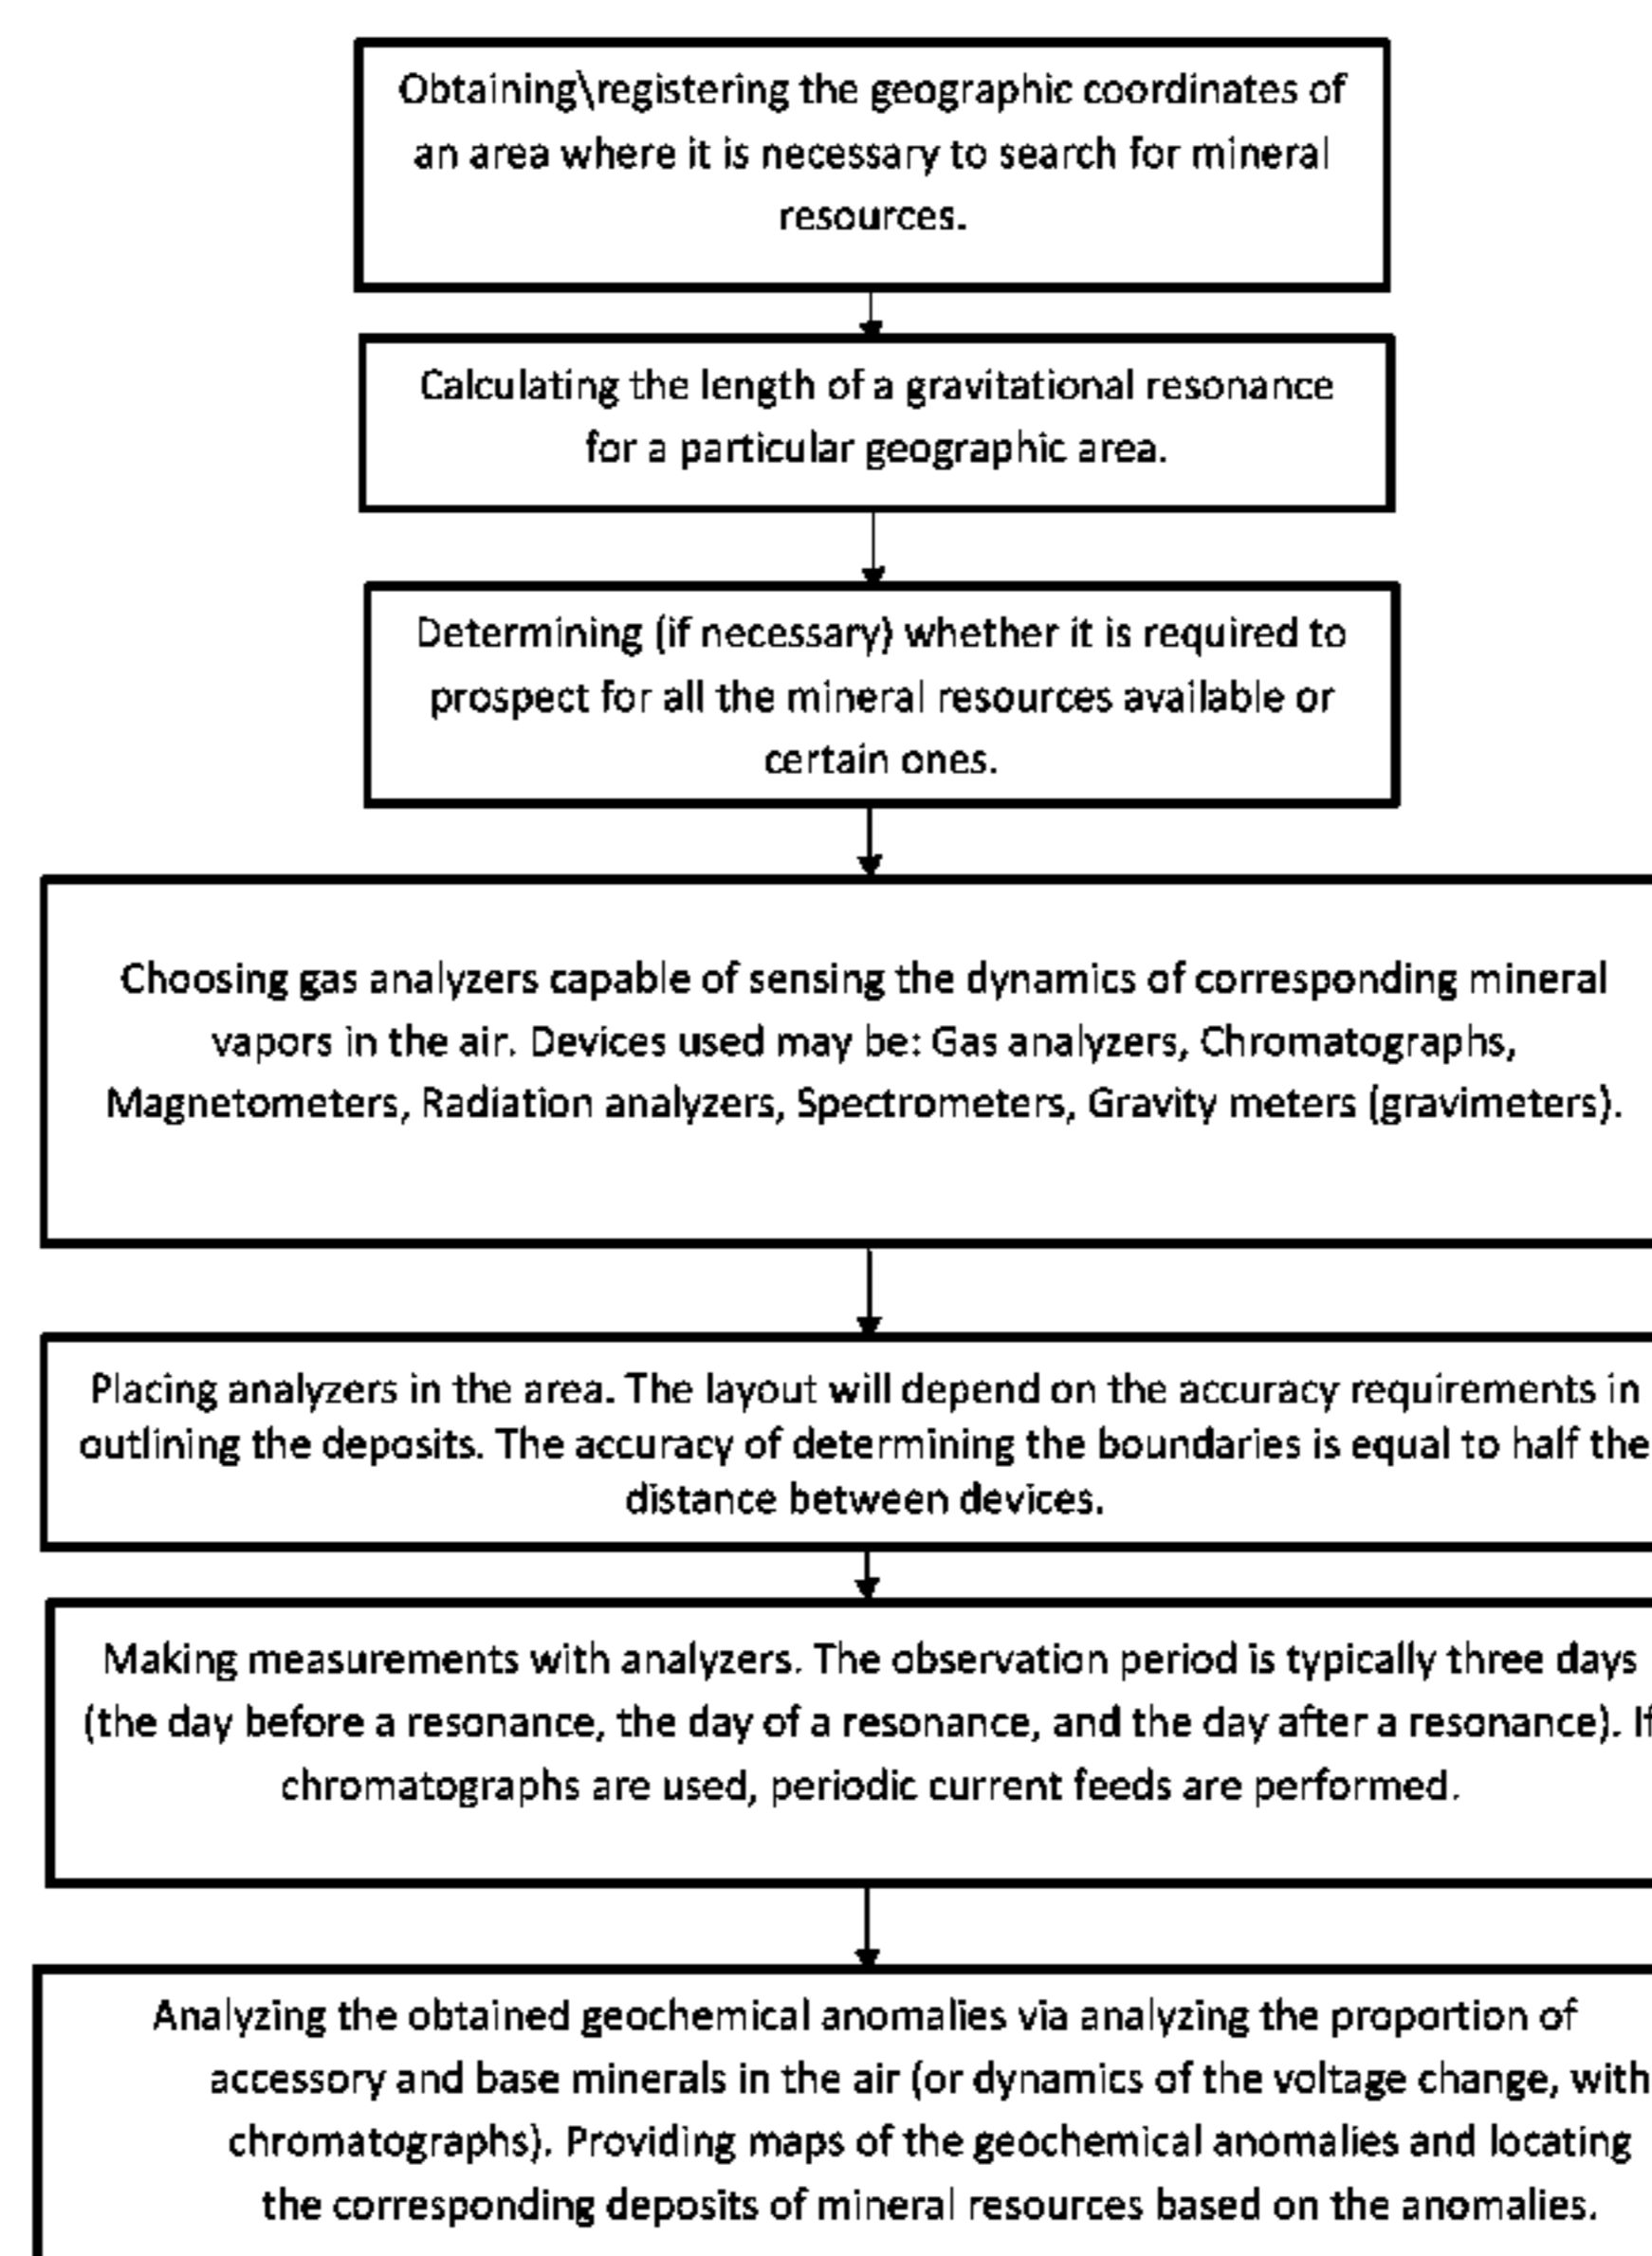 Obtaining\registering the geographic coordinates of
an area where it is necessary to search for mineral
resources.
Calculating the length of a gravitational resonance
for a particular geographic area.
Determining (if necessary) whether it is required to
prospect for all the mineral resources available or
certain ones.
Choosing gas analyzers capable of sensing the dynamics of corresponding mineral
vapors in the air. Devices used may be: Gas analyzers, Chromatographs,
Magnetometers, Radiation analyzers, Spectrometers, Gravity meters (gravimeters).
Placing analyzers in the area. The layout will depend on the accuracy requirements in
outlining the deposits. The accuracy of determining the boundaries is equal to half the
distance between devices.
Making measurements with analyzers. The observation period is typically three days
(the day before a resonance, the day of a resonance, and the day after a resonance). If
chromatographs are used, periodic current feeds are performed.
Analyzing the obtained geochemical anomalies via analyzing the proportion of
accessory and base minerals in the air (or dynamics of the voltage change, with
chromatographs). Providing maps of the geochemical anomalies and locating
the corresponding deposits of mineral resources based on the anomalies.